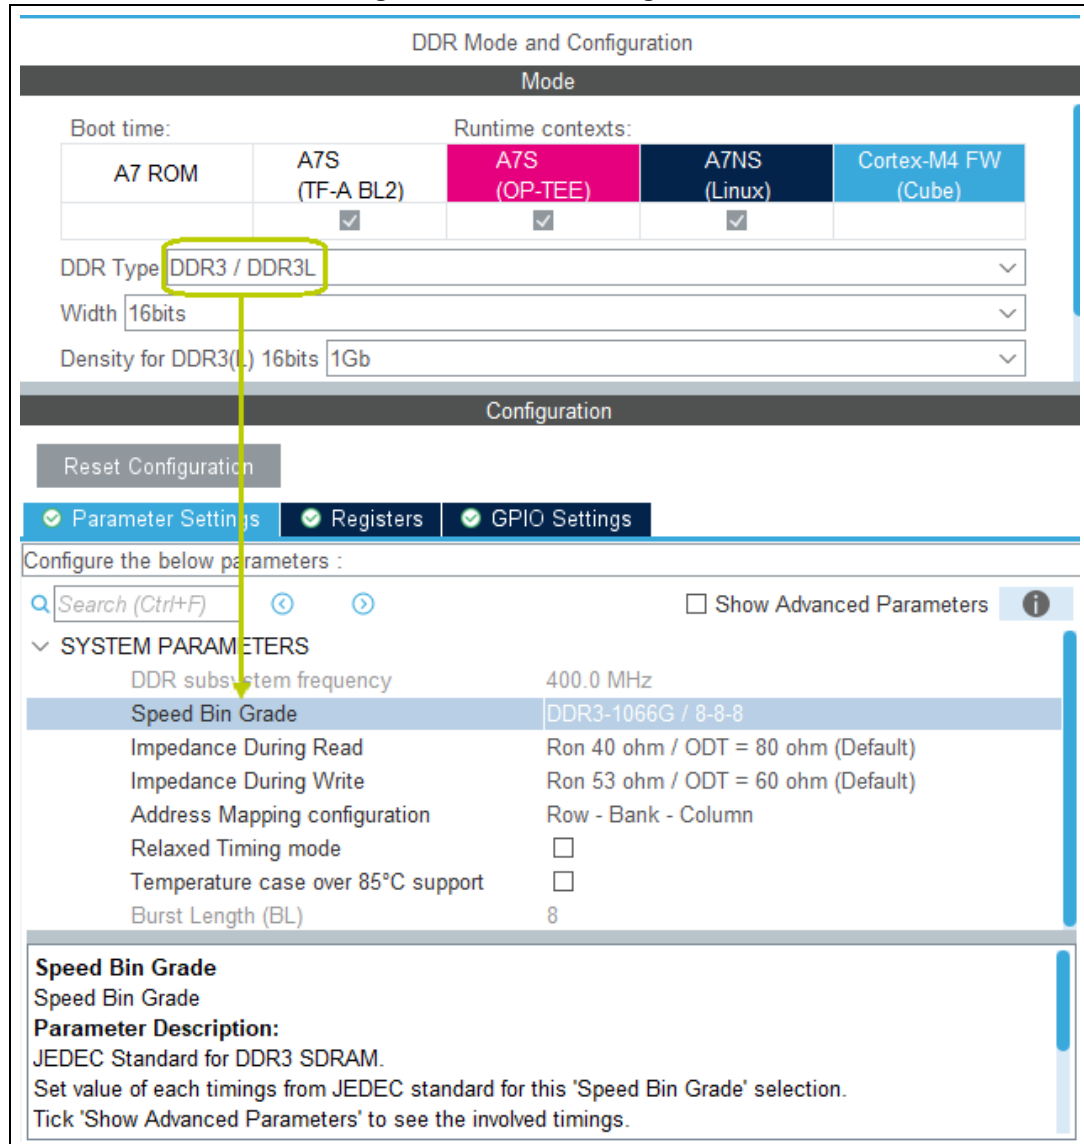 DDR Mode and Configuration
Mode
Boot time: Runtime contexts:
A7 ROM A7S (TF-A BL2) A7S (OP-TEE) A7NS (Linux) Cortex-M4 FW (Cube)
DDR Type DDR3 / DDR3L
Width 16bits
Density for DDR3(L) 16bits 1Gb
Configuration
Reset Configuration
Parameter Settings Registers GPIO Settings
Configure the below parameters :
Search (Ctrl+F) Show Advanced Parameters
SYSTEM PARAMETERS
DDR subsystem frequency 400.0 MHz
Speed Bin Grade DDR3-1066G / 8-8-8
Impedance During Read Ron 40 ohm / ODT = 80 ohm (Default)
Impedance During Write Ron 53 ohm / ODT = 60 ohm (Default)
Address Mapping configuration Row - Bank - Column
Relaxed Timing mode
Temperature case over 85°C support
Burst Length (BL) 8
Speed Bin Grade
Speed Bin Grade
Parameter Description:
JEDEC Standard for DDR3 SDRAM.
Set value of each timings from JEDEC standard for this 'Speed Bin Grade' selection.
Tick 'Show Advanced Parameters' to see the involved timings.